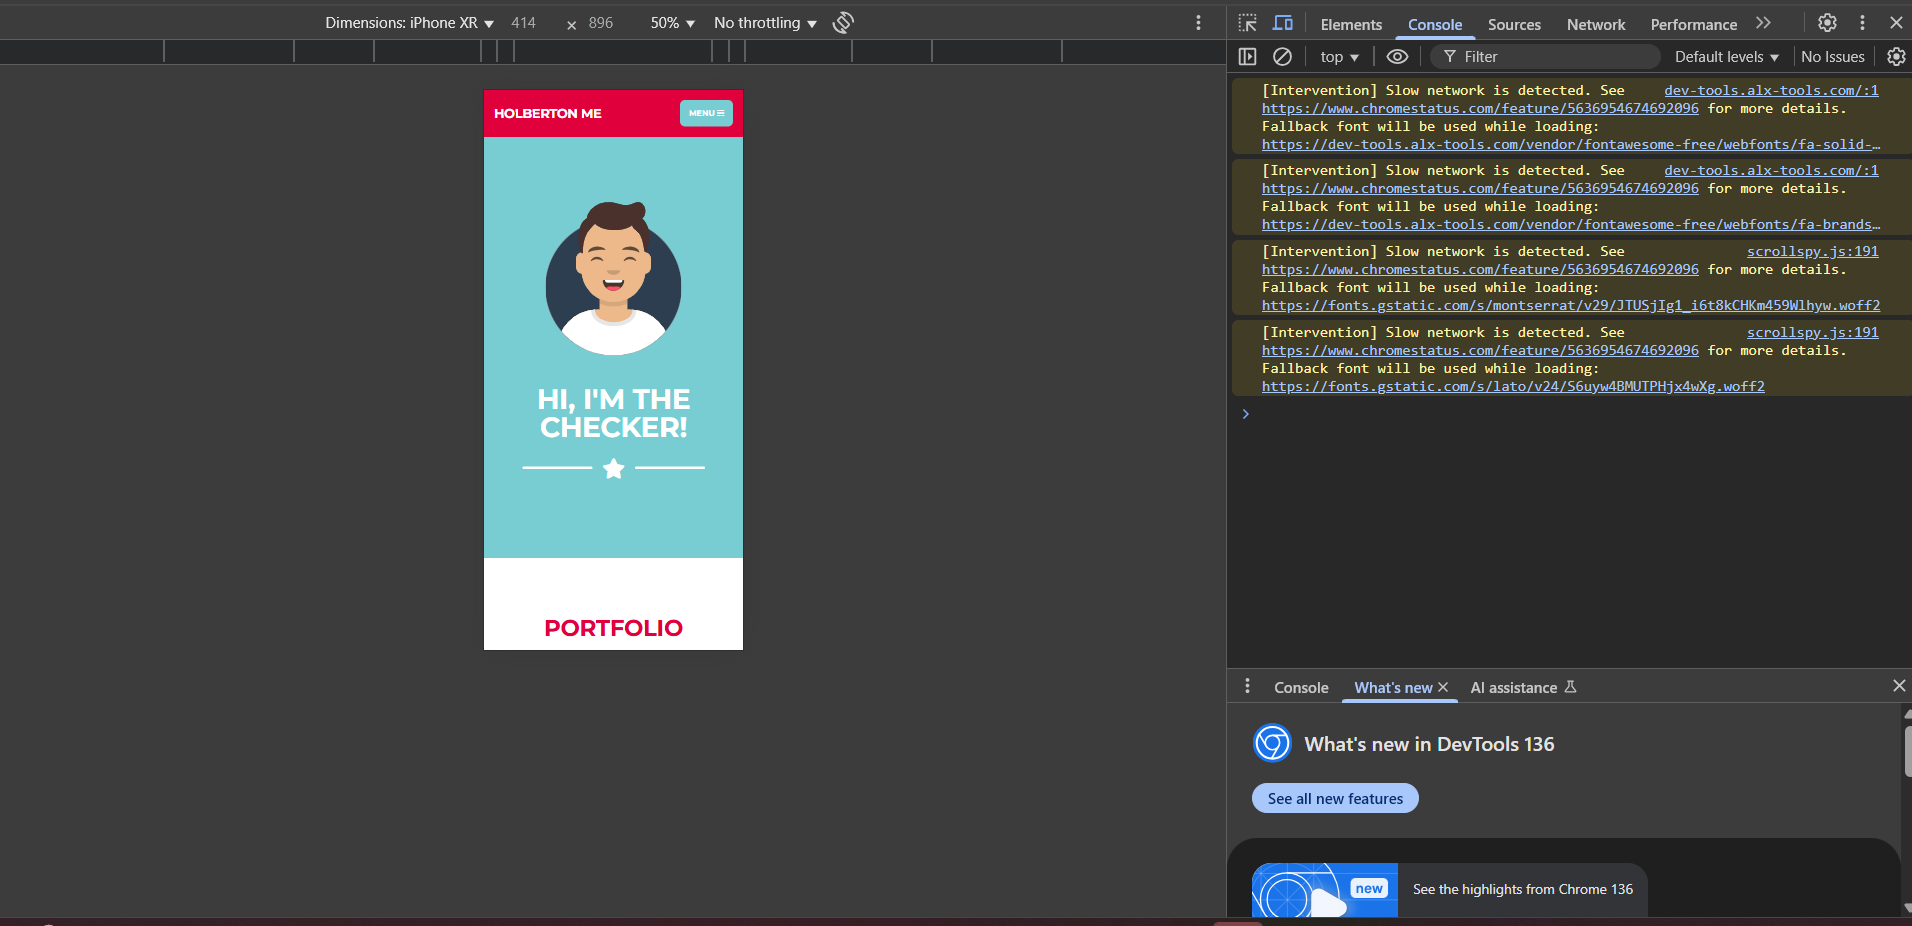 Dimensions: iPhone XR ▼ 414 × 896 50% ▼ No throttling ▼
HOLBERTON ME
MENU
HI, I'M THE
CHECKER!
PORTFOLIO
Elements Console Sources Network Performance
top ▼ Filter Default levels ▼ No Issues
[Intervention] Slow network is detected. See dev-tools.alx-tools.com/:1
https://www.chromestatus.com/feature/5636954674692096 for more details.
Fallback font will be used while loading:
https://dev-tools.alx-tools.com/vendor/fontawesome-free/webfonts/fa-solid-…
[Intervention] Slow network is detected. See dev-tools.alx-tools.com/:1
https://www.chromestatus.com/feature/5636954674692096 for more details.
Fallback font will be used while loading:
https://dev-tools.alx-tools.com/vendor/fontawesome-free/webfonts/fa-brands…
[Intervention] Slow network is detected. See scrollspy.js:191
https://www.chromestatus.com/feature/5636954674692096 for more details.
Fallback font will be used while loading:
https://fonts.gstatic.com/s/montserrat/v29/JTUSjIg1_i6t8kCHKm459Wlhyw.woff2
[Intervention] Slow network is detected. See scrollspy.js:191
https://www.chromestatus.com/feature/5636954674692096 for more details.
Fallback font will be used while loading:
https://fonts.gstatic.com/s/lato/v24/S6uyw4BMUTPHjx4wXg.woff2
Console What's new AI assistance
What's new in DevTools 136
See all new features
new
See the highlights from Chrome 136